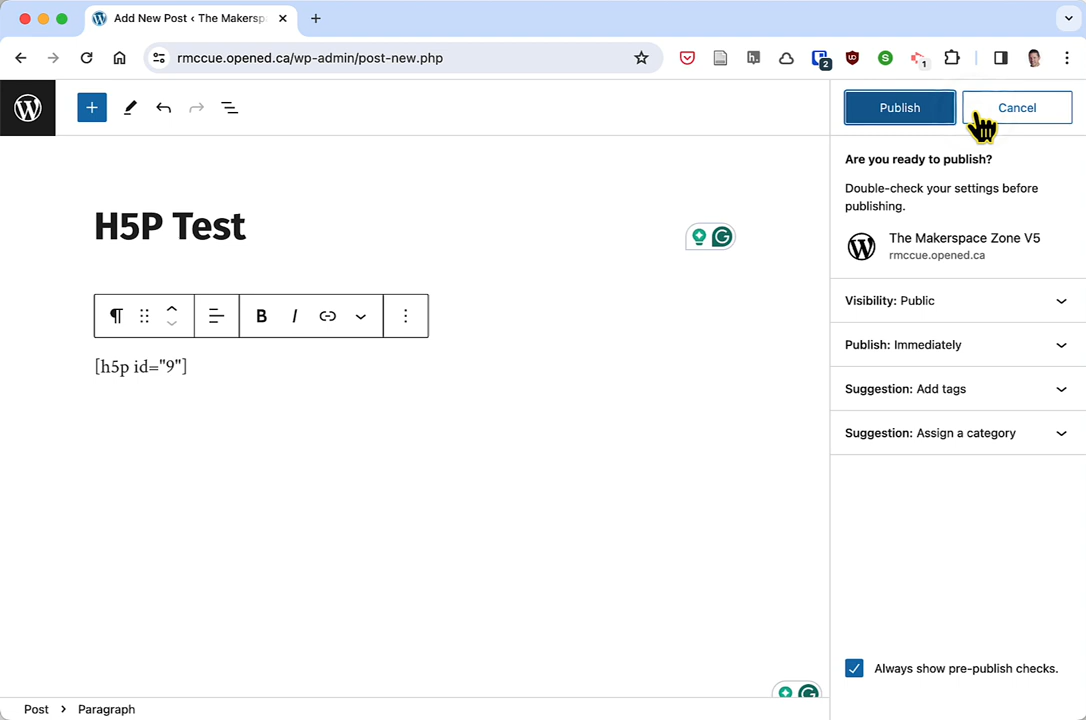 Add New Post ‹ The Makersp
rmccue.opened.ca/wp-admin/post-new.php
2
1
Publish
Cancel
Are you ready to publish?
Double-check your settings before
publishing.
The Makerspace Zone V5
rmccue.opened.ca
Visibility: Public
Publish: Immediately
Suggestion: Add tags
Suggestion: Assign a category
Always show pre-publish checks.
H5P Test
B I
[h5p id="9"]
Post > Paragraph